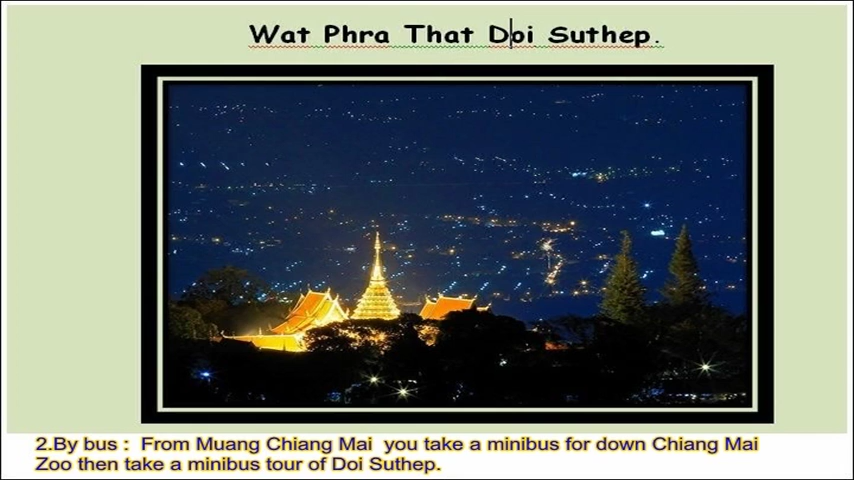 Wat Phra That Doi Suthep.
2.By bus : From Muang Chiang Mai you take a minibus for down Chiang Mai
Zoo then take a minibus tour of Doi Suthep.